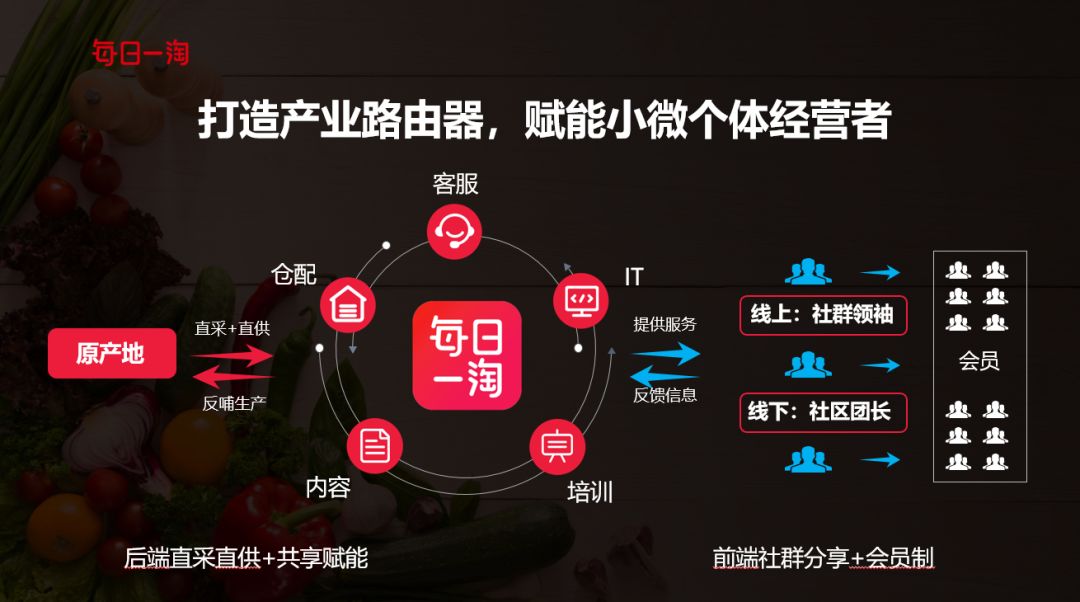 每日一淘
打造产业路由器，赋能小微个体经营者
客服
仓配
IT
直采+直供
原产地
反哺生产
每日
一淘
提供服务
反馈信息
线上：社群领袖
会员
线下：社区团长
内容
培训
后端直采直供+共享赋能
前端社群分享+会员制